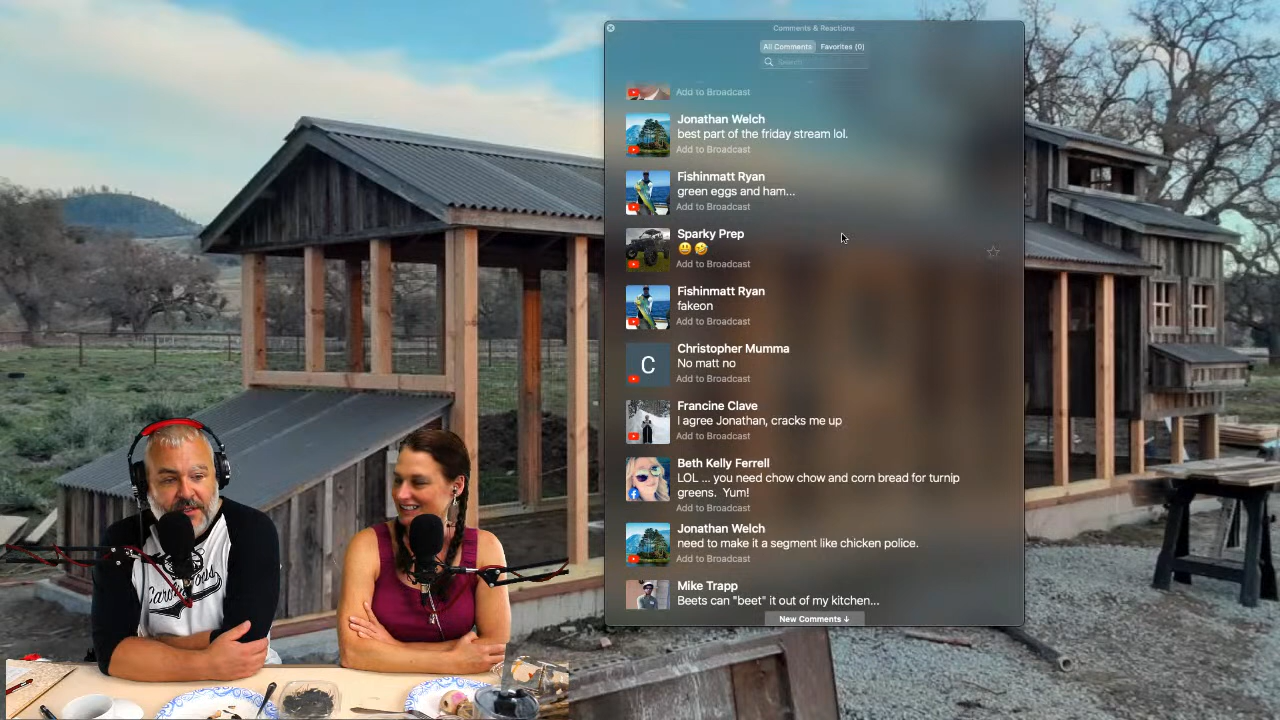 Comments & Reactions
All Comments
Favorites (0)
Search
Add to Broadcast
Jonathan Welch
best part of the friday stream lol.
Add to Broadcast
Fishinmatt Ryan
green eggs and ham...
Add to Broadcast
Sparky Prep
😃🤣
Add to Broadcast
Fishinmatt Ryan
fakeon
Add to Broadcast
C
Christopher Mumma
No matt no
Add to Broadcast
Francine Clave
I agree Jonathan, cracks me up
Add to Broadcast
Beth Kelly Ferrell
LOL ... you need chow chow and corn bread for turnip
greens. Yum!
Add to Broadcast
Jonathan Welch
need to make it a segment like chicken police.
Add to Broadcast
Mike Trapp
Beets can "beet" it out of my kitchen...
New Comments ↓